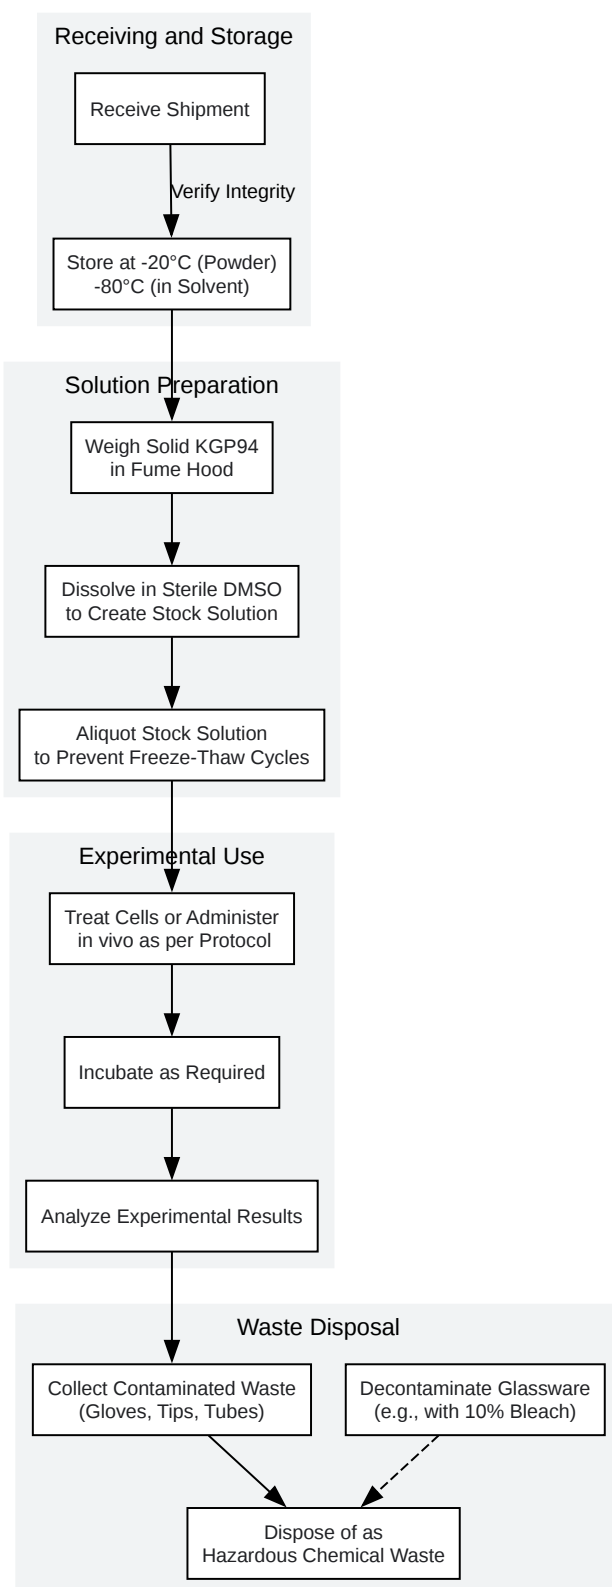 Receiving and Storage
Receive Shipment
Verify Integrity
Store at -20°C (Powder)
-80°C (in Solvent)
Solution Preparation
Weigh Solid KGP94
in Fume Hood
Dissolve in Sterile DMSO
to Create Stock Solution
Aliquot Stock Solution
to Prevent Freeze-Thaw Cycles
Experimental Use
Treat Cells or Administer
in vivo as per Protocol
Incubate as Required
Analyze Experimental Results
Waste Disposal
Collect Contaminated Waste
(Gloves, Tips, Tubes)
Decontaminate Glassware
(e.g., with 10% Bleach)
Dispose of as
Hazardous Chemical Waste